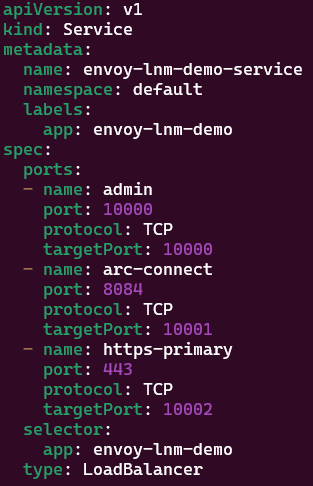 apiVersion: v1
kind: Service
metadata:
  name: envoy-lnm-demo-service
  namespace: default
  labels:
    app: envoy-lnm-demo
spec:
  ports:
  - name: admin
    port: 10000
    protocol: TCP
    targetPort: 10000
  - name: arc-connect
    port: 8084
    protocol: TCP
    targetPort: 10001
  - name: https-primary
    port: 443
    protocol: TCP
    targetPort: 10002
  selector:
    app: envoy-lnm-demo
  type: LoadBalancer